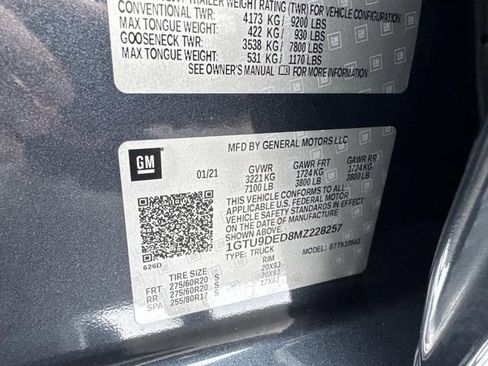 TRAILER WEIGHT RATING (TWR) FOR VEHICLE CONFIGURATION.
CONVENTIONAL TWR: 4173 KG/ 9200 LBS
MAX TONGUE WEIGHT: 422 KG/ 930 LBS
GOOSENECK TWR: 3538 KG/ 7800 LBS
MAX TONGUE WEIGHT: 531 KG/ 1170 LBS
SEE OWNER'S MANUAL FOR MORE INFORMATION.
MFD BY GENERAL MOTORS LLC
GM 01/21 GVWR GAWR FRT GAWR RR
3221 KG 1724 KG 1724 KG
7100 LB 3800 LB 3800 LB
THIS VEHICLE CONFORMS TO ALL
APPLICABLE U.S. FEDERAL MOTOR
VEHICLE SAFETY STANDARDS IN EFFECT
ON THE DATE OF MANUFACTURE
SHOWN ABOVE.
1GTU9DED8MZ228257
626D TYPE: TRUCK MODEL: 87TK10543
TIRE SIZE RIM
FRT 275/60R20 S 20X9J
RR 275/60R20 S 20X9J
SPA 255/80R17 S 17X8J